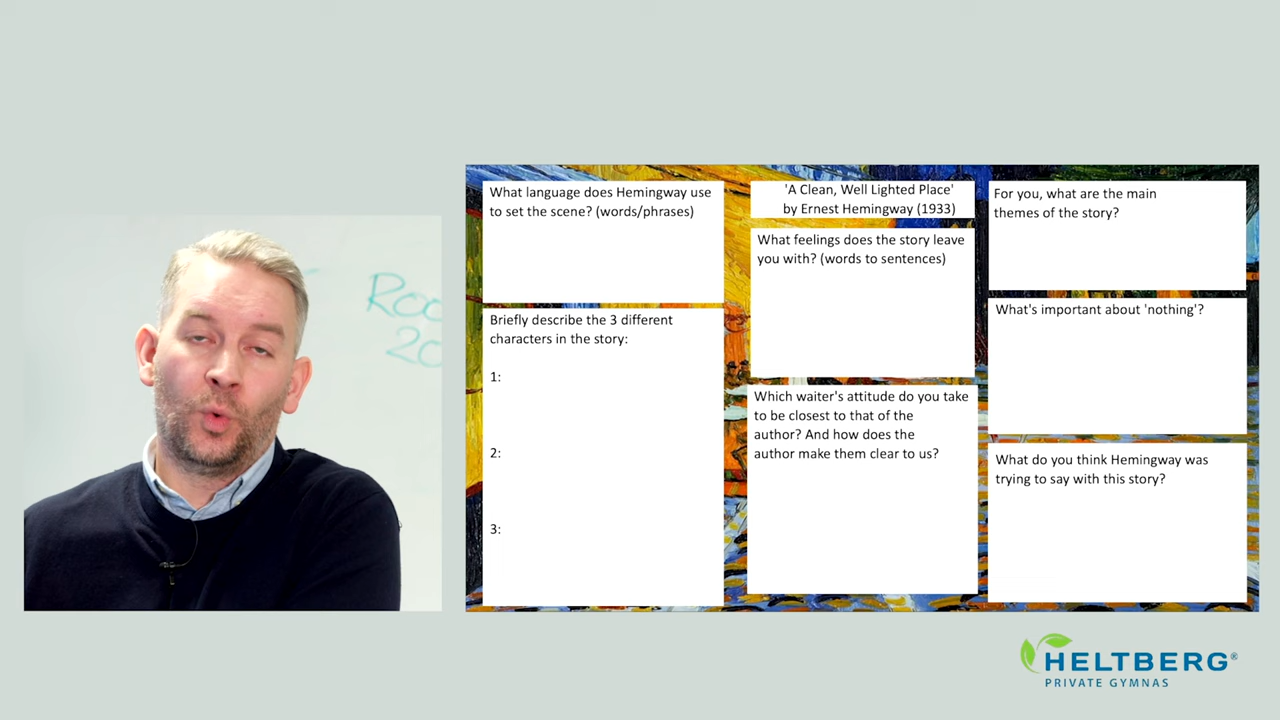 What language does Hemingway use
to set the scene? (words/phrases)
Briefly describe the 3 different
characters in the story:
1:
2:
3:
'A Clean, Well Lighted Place'
by Ernest Hemingway (1933)
What feelings does the story leave
you with? (words to sentences)
Which waiter's attitude do you take
to be closest to that of the
author? And how does the
author make them clear to us?
For you, what are the main
themes of the story?
What's important about 'nothing'?
What do you think Hemingway was
trying to say with this story?
HELTBERG®
PRIVATE GYMNAS